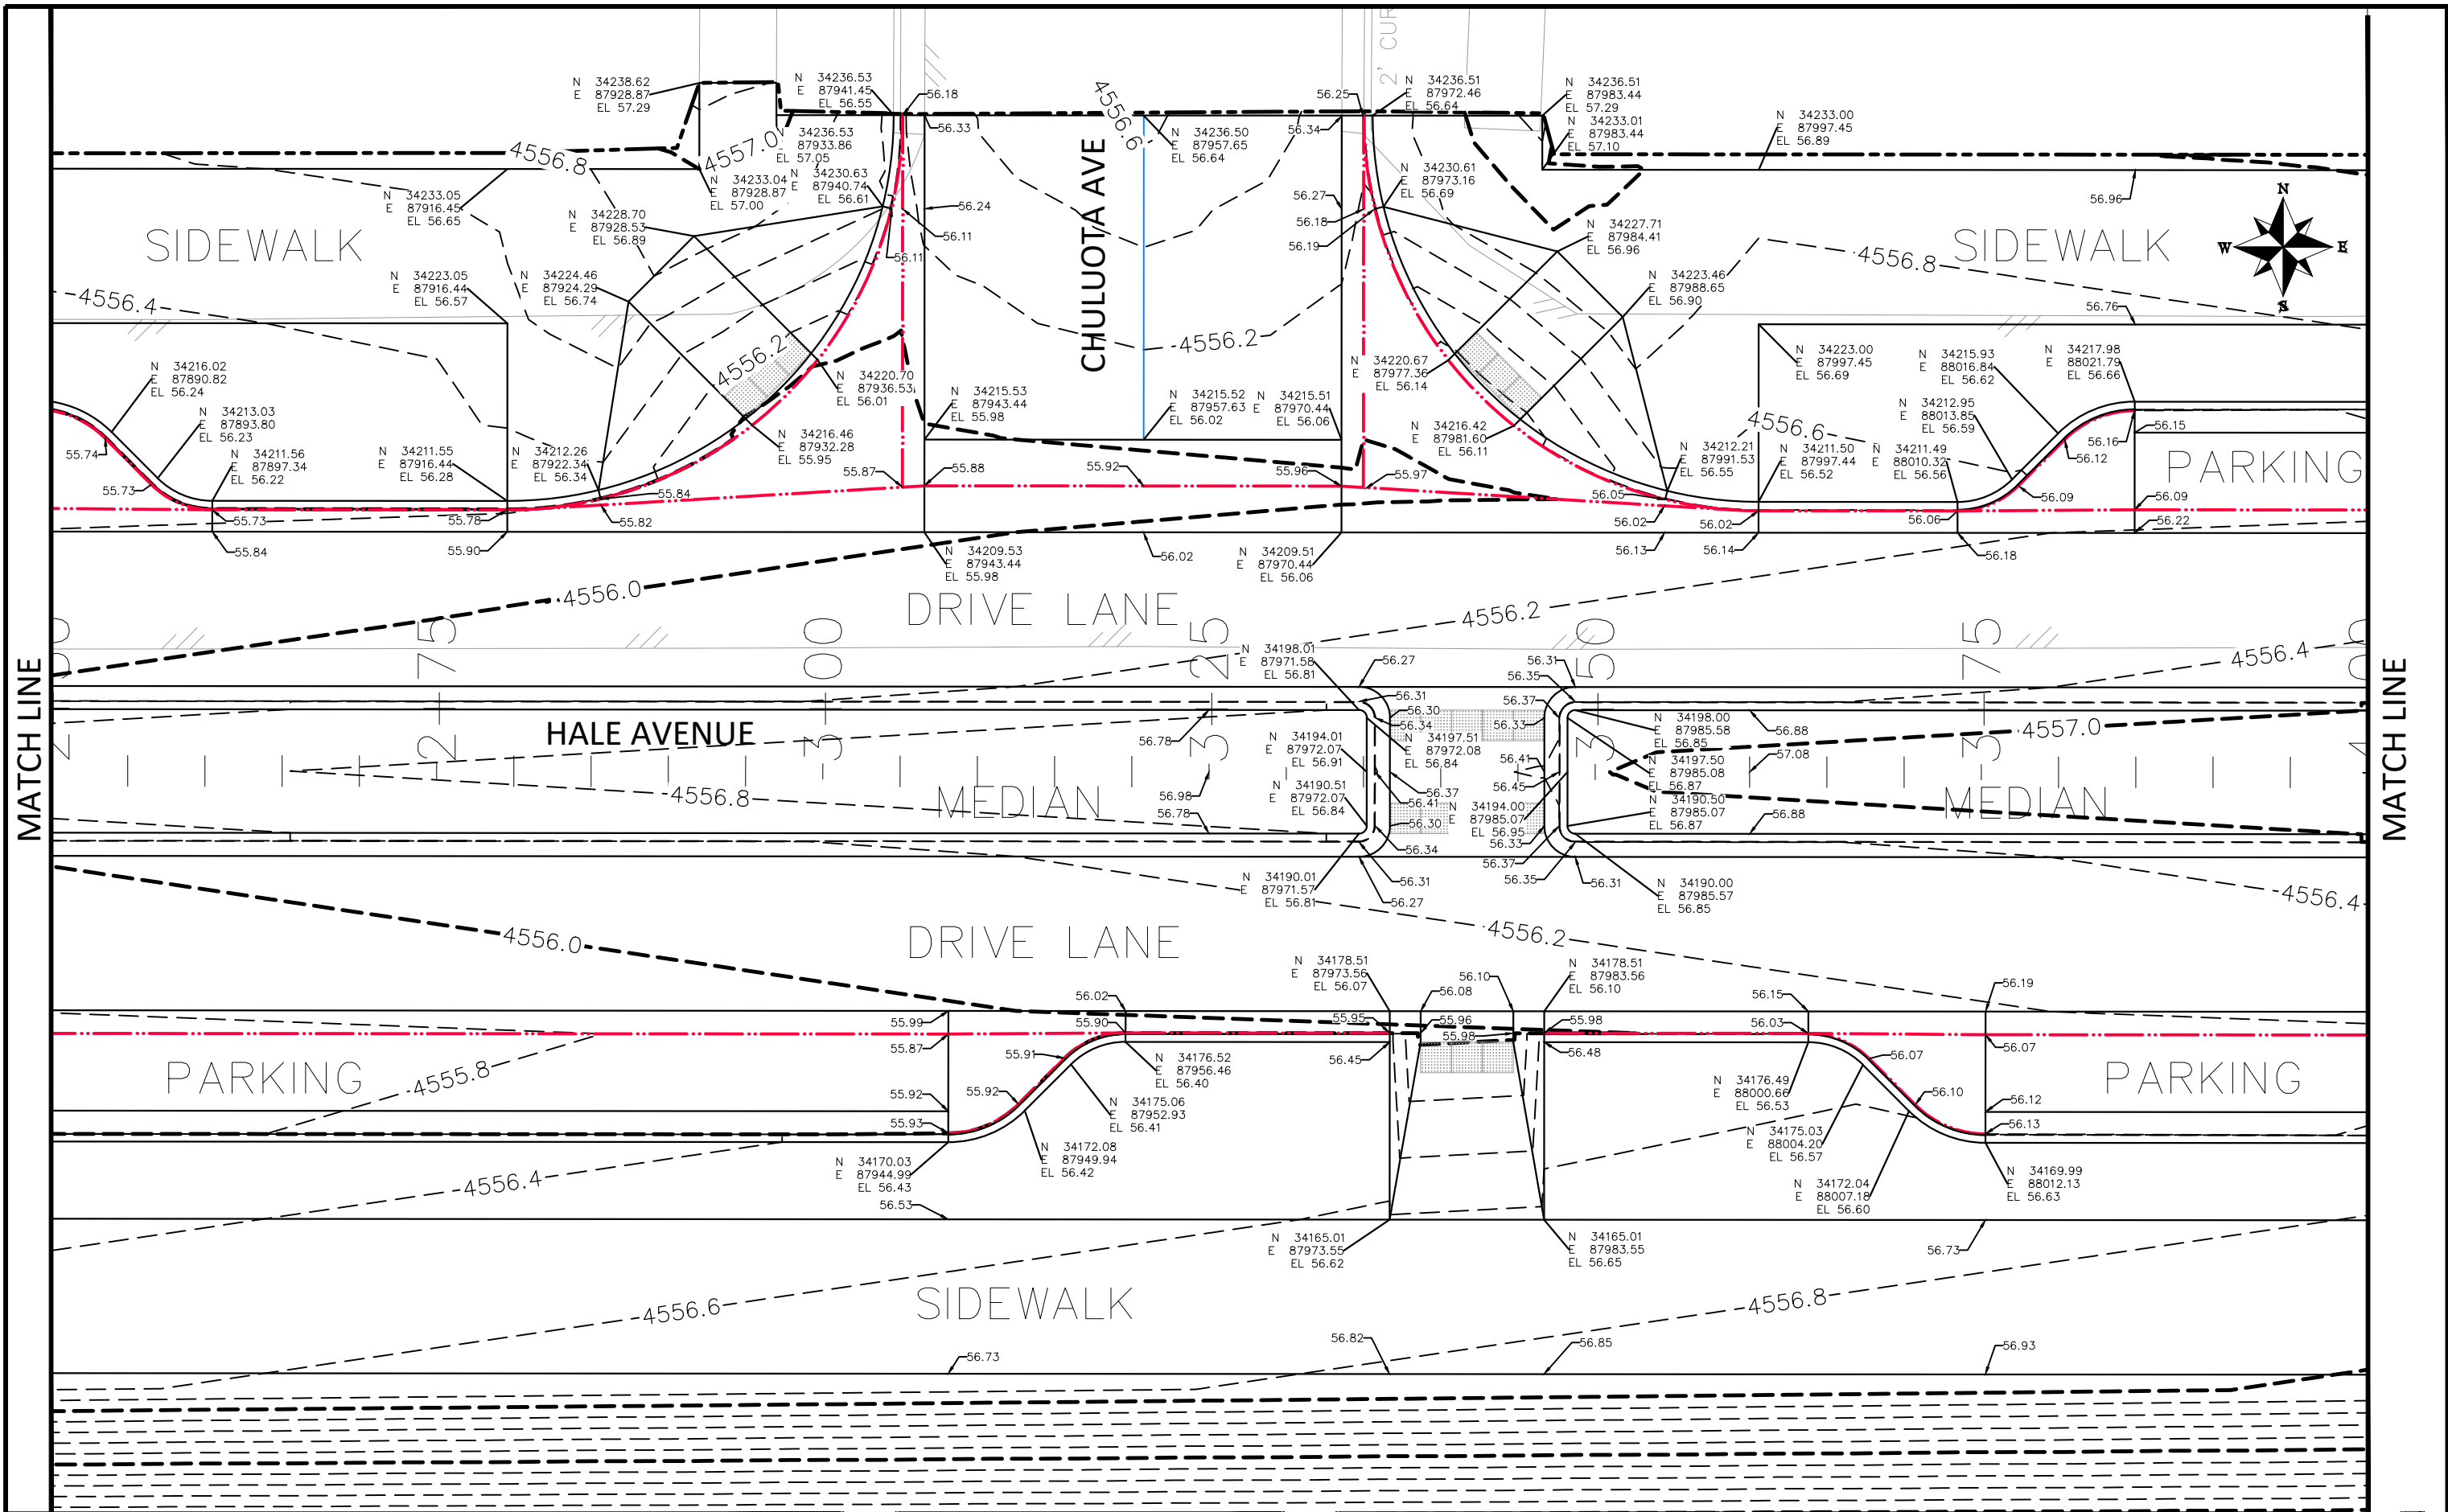 2' CUR
N 34238.62
E 87928.87
EL 57.29
N 34236.53
E 87941.45
EL 56.55
56.18
56.33
4556.6
56.25
56.34
N 34236.51
E 87972.46
EL 56.64
N 34236.51
E 87983.44
EL 57.29
N 34233.01
E 87983.44
EL 57.10
N 34233.00
E 87997.45
EL 56.89
4556.8
4557.0
N 34236.53
E 87933.86
EL 57.05
N 34236.50
E 87957.65
EL 56.64
CHULUOTA AVE
N 34233.05
E 87916.45
EL 56.65
N 34233.04
E 87928.87
EL 57.00
N 34230.63
E 87940.74
EL 56.61
N 34230.61
E 87973.16
EL 56.69
56.96
N
W
E
S
SIDEWALK
N 34228.70
E 87928.53
EL 56.89
56.24
56.11
56.11
56.27
56.18
56.19
N 34227.71
E 87984.41
EL 56.96
4556.8
SIDEWALK
4556.4
N 34223.05
E 87916.44
EL 56.57
N 34224.46
E 87924.29
EL 56.74
N 34223.46
E 87988.65
EL 56.90
56.76
4556.2
4556.2
N 34216.02
E 87890.82
EL 56.24
N 34220.70
E 87936.53
EL 56.01
N 34220.67
E 87977.36
EL 56.14
N 34223.00
E 87997.45
EL 56.69
N 34215.93
E 88016.84
EL 56.62
N 34217.98
E 88021.79
EL 56.66
N 34213.03
E 87893.80
EL 56.23
N 34215.53
E 87943.44
EL 55.98
N 34215.52
E 87957.63
EL 56.02
N 34215.51
E 87970.44
EL 56.06
N 34212.95
E 88013.85
EL 56.59
55.74
N 34211.56
E 87897.34
EL 56.22
N 34211.55
E 87916.44
EL 56.28
N 34212.26
E 87922.34
EL 56.34
N 34216.46
E 87932.28
EL 55.95
N 34216.42
E 87981.60
EL 56.11
4556.6
56.16
56.15
56.12
N 34212.21
E 87991.53
EL 56.55
N 34211.50
E 87997.44
EL 56.52
N 34211.49
E 88010.32
EL 56.56
PARKING
55.73
55.87
55.88
55.92
55.96
55.97
56.05
56.09
56.09
55.73
55.78
55.84
55.82
56.02
56.02
56.06
56.22
55.84
55.90
N 34209.53
E 87943.44
EL 55.98
56.02
N 34209.51
E 87970.44
EL 56.06
56.13
56.14
56.18
4556.0
DRIVE LANE
4556.2
2 75
3 00
3 25
3 50
3 75
N 34198.01
E 87971.58
EL 56.81
56.27
56.31
56.35
4556.4
MATCH LINE
MATCH LINE
HALE AVENUE
56.31
56.30
56.34
56.37
56.33
56.78
N 34194.01
E 87972.07
EL 56.91
N 34197.51
E 87972.08
EL 56.84
N 34198.00
E 87985.58
EL 56.85
56.88
4557.0
56.41
56.45
57.08
N 34197.50
E 87985.08
EL 56.87
4556.8
MEDIAN
56.98
56.78
N 34190.51
E 87972.07
EL 56.84
56.37
56.41
56.30
56.34
N 34194.00
E 87985.07
EL 56.95
56.33
N 34190.50
E 87985.07
EL 56.87
56.88
MEDIAN
N 34190.01
E 87971.57
EL 56.81
56.31
56.27
56.37
56.35
56.31
N 34190.00
E 87985.57
EL 56.85
4556.4
4556.0
DRIVE LANE
4556.2
N 34178.51
E 87973.56
EL 56.07
56.10
N 34178.51
E 87983.56
EL 56.10
56.02
56.08
56.15
56.19
55.99
55.90
55.95
55.96
55.98
55.98
56.03
55.87
55.91
56.45
56.48
56.07
56.07
PARKING
4555.8
N 34176.52
E 87956.46
EL 56.40
N 34176.49
E 88000.66
EL 56.53
PARKING
55.92
55.92
56.10
56.12
N 34175.06
E 87952.93
EL 56.41
55.93
56.13
N 34175.03
E 88004.20
EL 56.57
N 34172.08
E 87949.94
EL 56.42
N 34170.03
E 87944.99
EL 56.43
N 34172.04
E 88007.18
EL 56.60
N 34169.99
E 88012.13
EL 56.63
4556.4
56.53
N 34165.01
E 87973.55
EL 56.62
N 34165.01
E 87983.55
EL 56.65
56.73
4556.6
SIDEWALK
4556.8
56.73
56.82
56.85
56.93